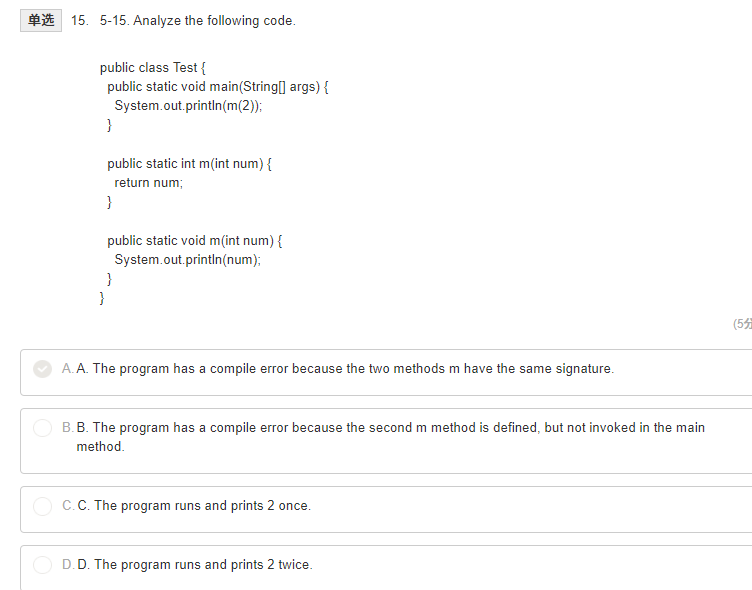 单选 15. 5-15. Analyze the following code.
public class Test {
public static void main(String[] args) {
System.out.println(m(2));
}
public static int m(int num) {
return num;
}
public static void m(int num) {
System.out.println(num);
}
}
(5分
A. A. The program has a compile error because the two methods m have the same signature.
B. B. The program has a compile error because the second m method is defined, but not invoked in the main
method.
C. C. The program runs and prints 2 once.
D. D. The program runs and prints 2 twice.